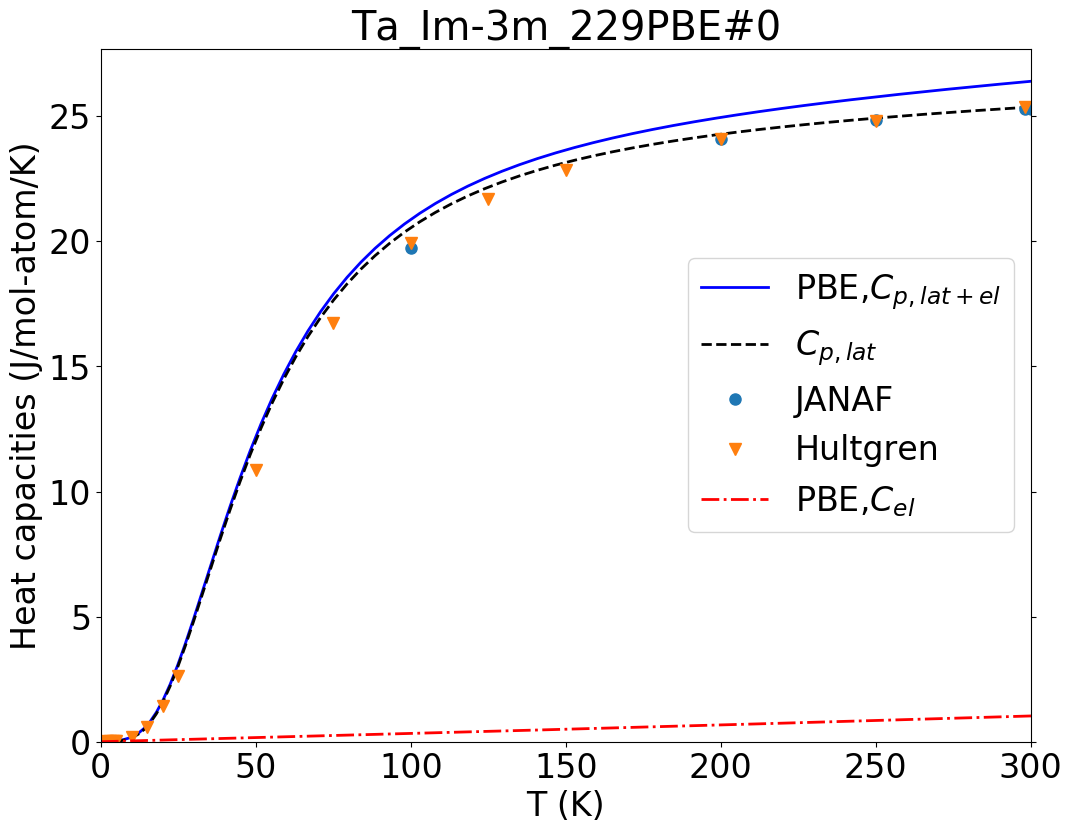 Ta_Im-3m_229PBE#0
Heat capacities (J/mol-atom/K)
25
20
15
10
5
0
PBE,C_{p,lat+el}
C_{p,lat}
JANAF
Hultgren
PBE,C_{el}
0 50 100 150 200 250 300
T (K)